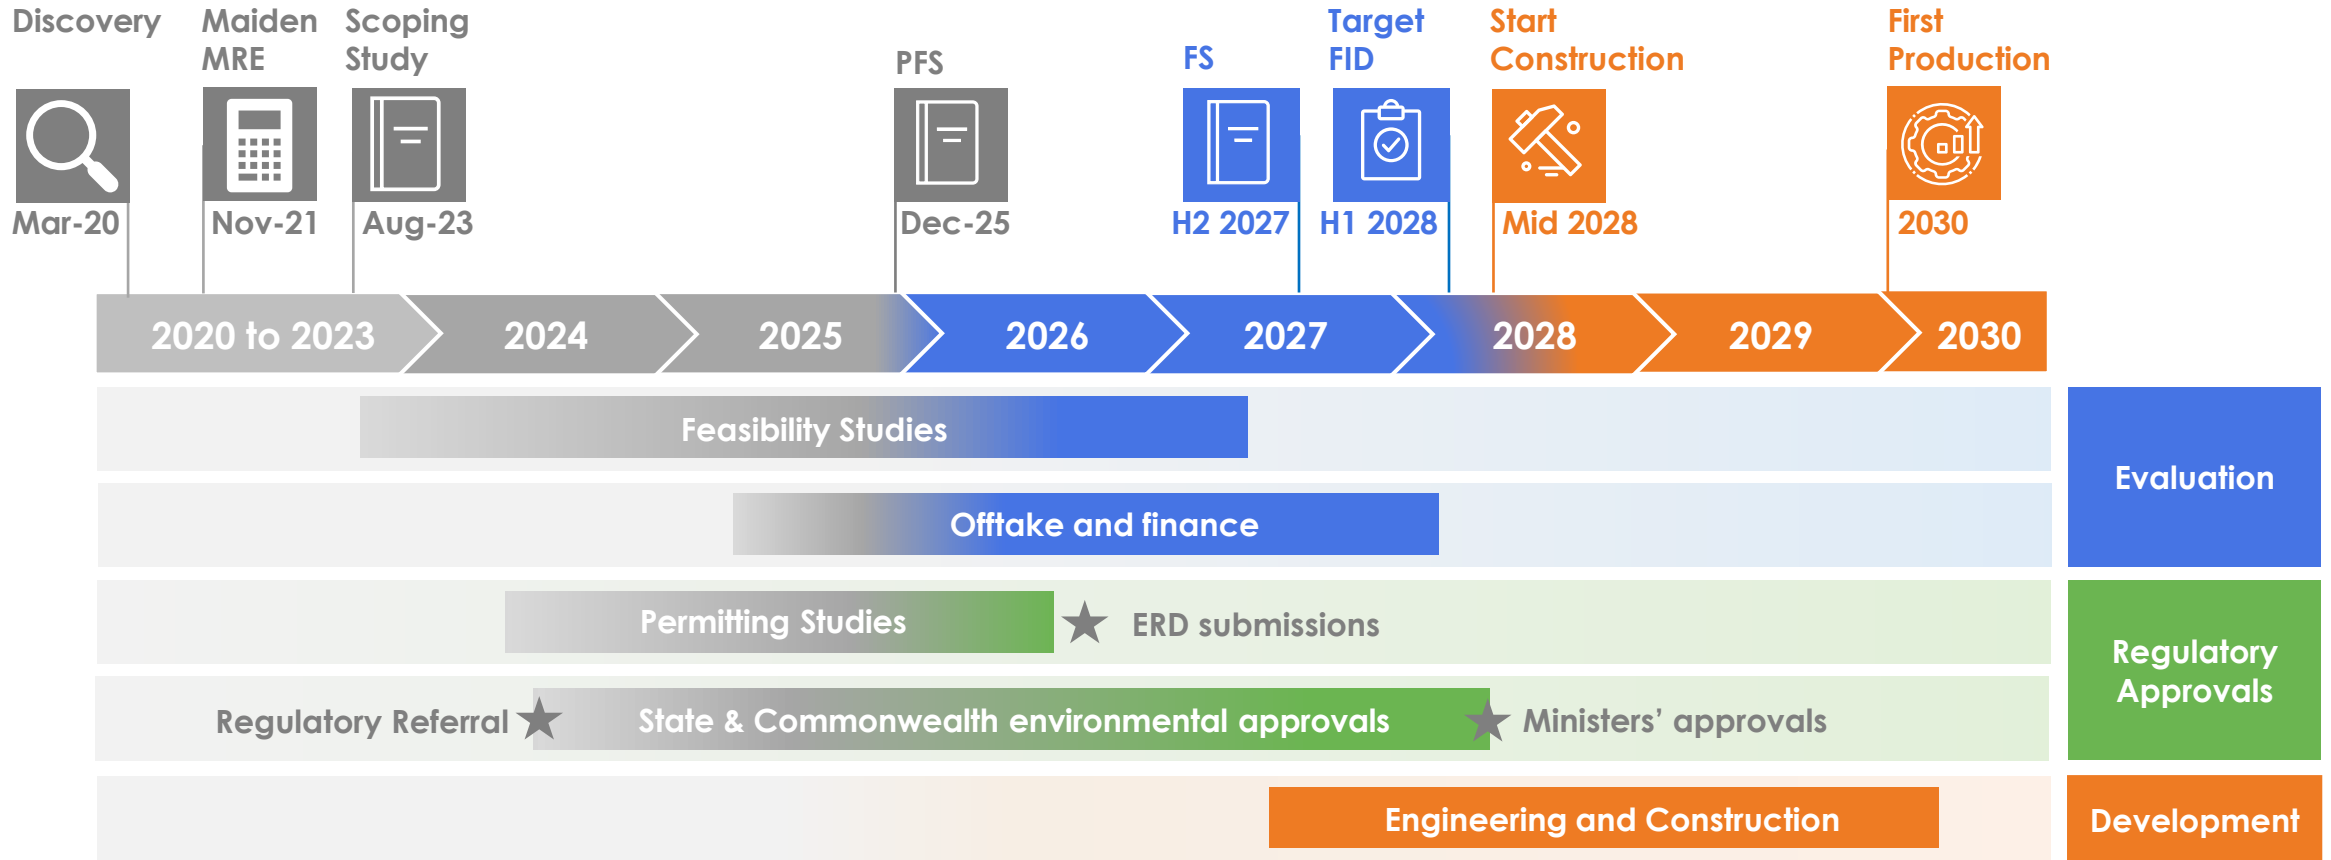 Discovery
Maiden
MRE
Scoping
Study
PFS
FS
Target
FID
Start
Construction
First
Production
Mar-20
Nov-21
Aug-23
Dec-25
H2 2027
H1 2028
Mid 2028
2030
2020 to 2023
2024
2025
2026
2027
2028
2029
2030
Feasibility Studies
Offtake and finance
Evaluation
Permitting Studies
ERD submissions
Regulatory Referral
State & Commonwealth environmental approvals
Ministers’ approvals
Regulatory
Approvals
Engineering and Construction
Development